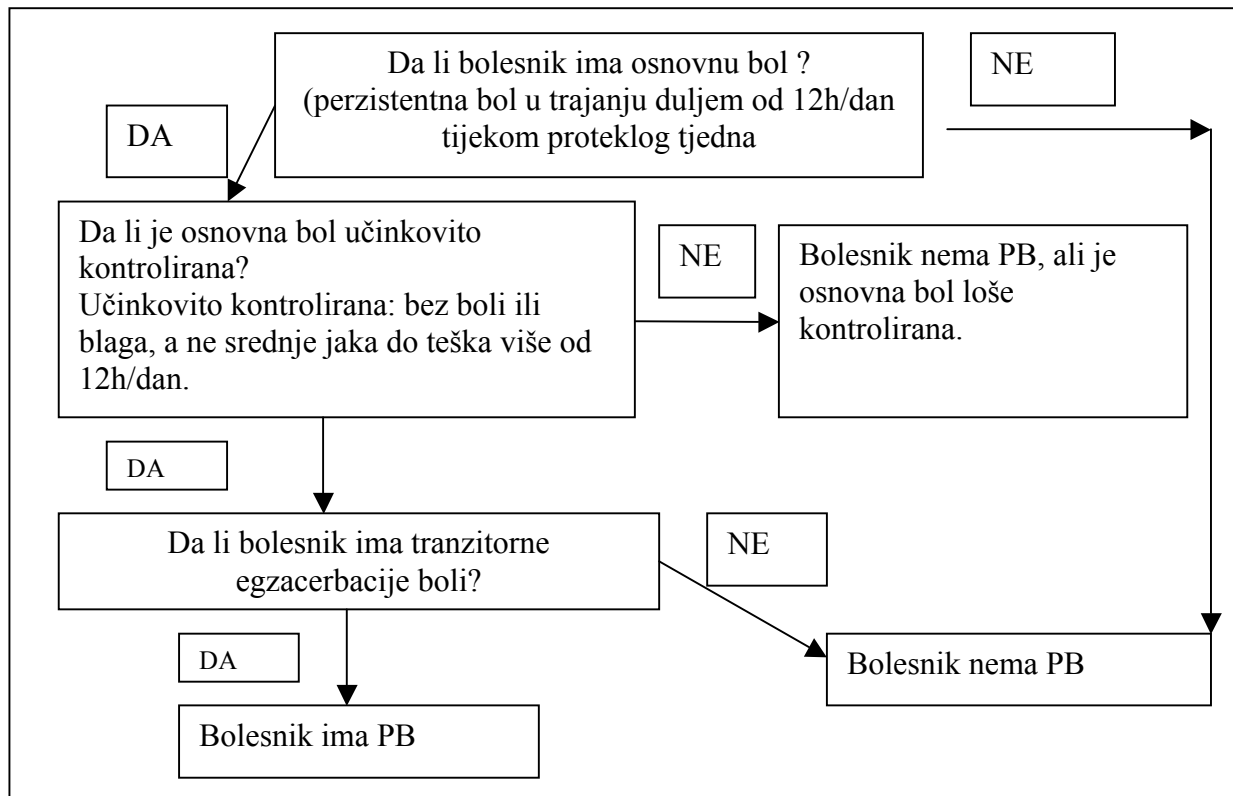 Da li bolesnik ima osnovnu bol ?
(perzistentna bol u trajanju duljem od 12h/dan
tijekom proteklog tjedna
NE
DA
Da li je osnovna bol učinkovito
kontrolirana?
Učinkovito kontrolirana: bez boli ili
blaga, a ne srednje jaka do teška više od
12h/dan.
NE
Bolesnik nema PB, ali je
osnovna bol loše
kontrolirana.
DA
Da li bolesnik ima tranzitorne
egzacerbacije boli?
NE
DA
Bolesnik nema PB
Bolesnik ima PB